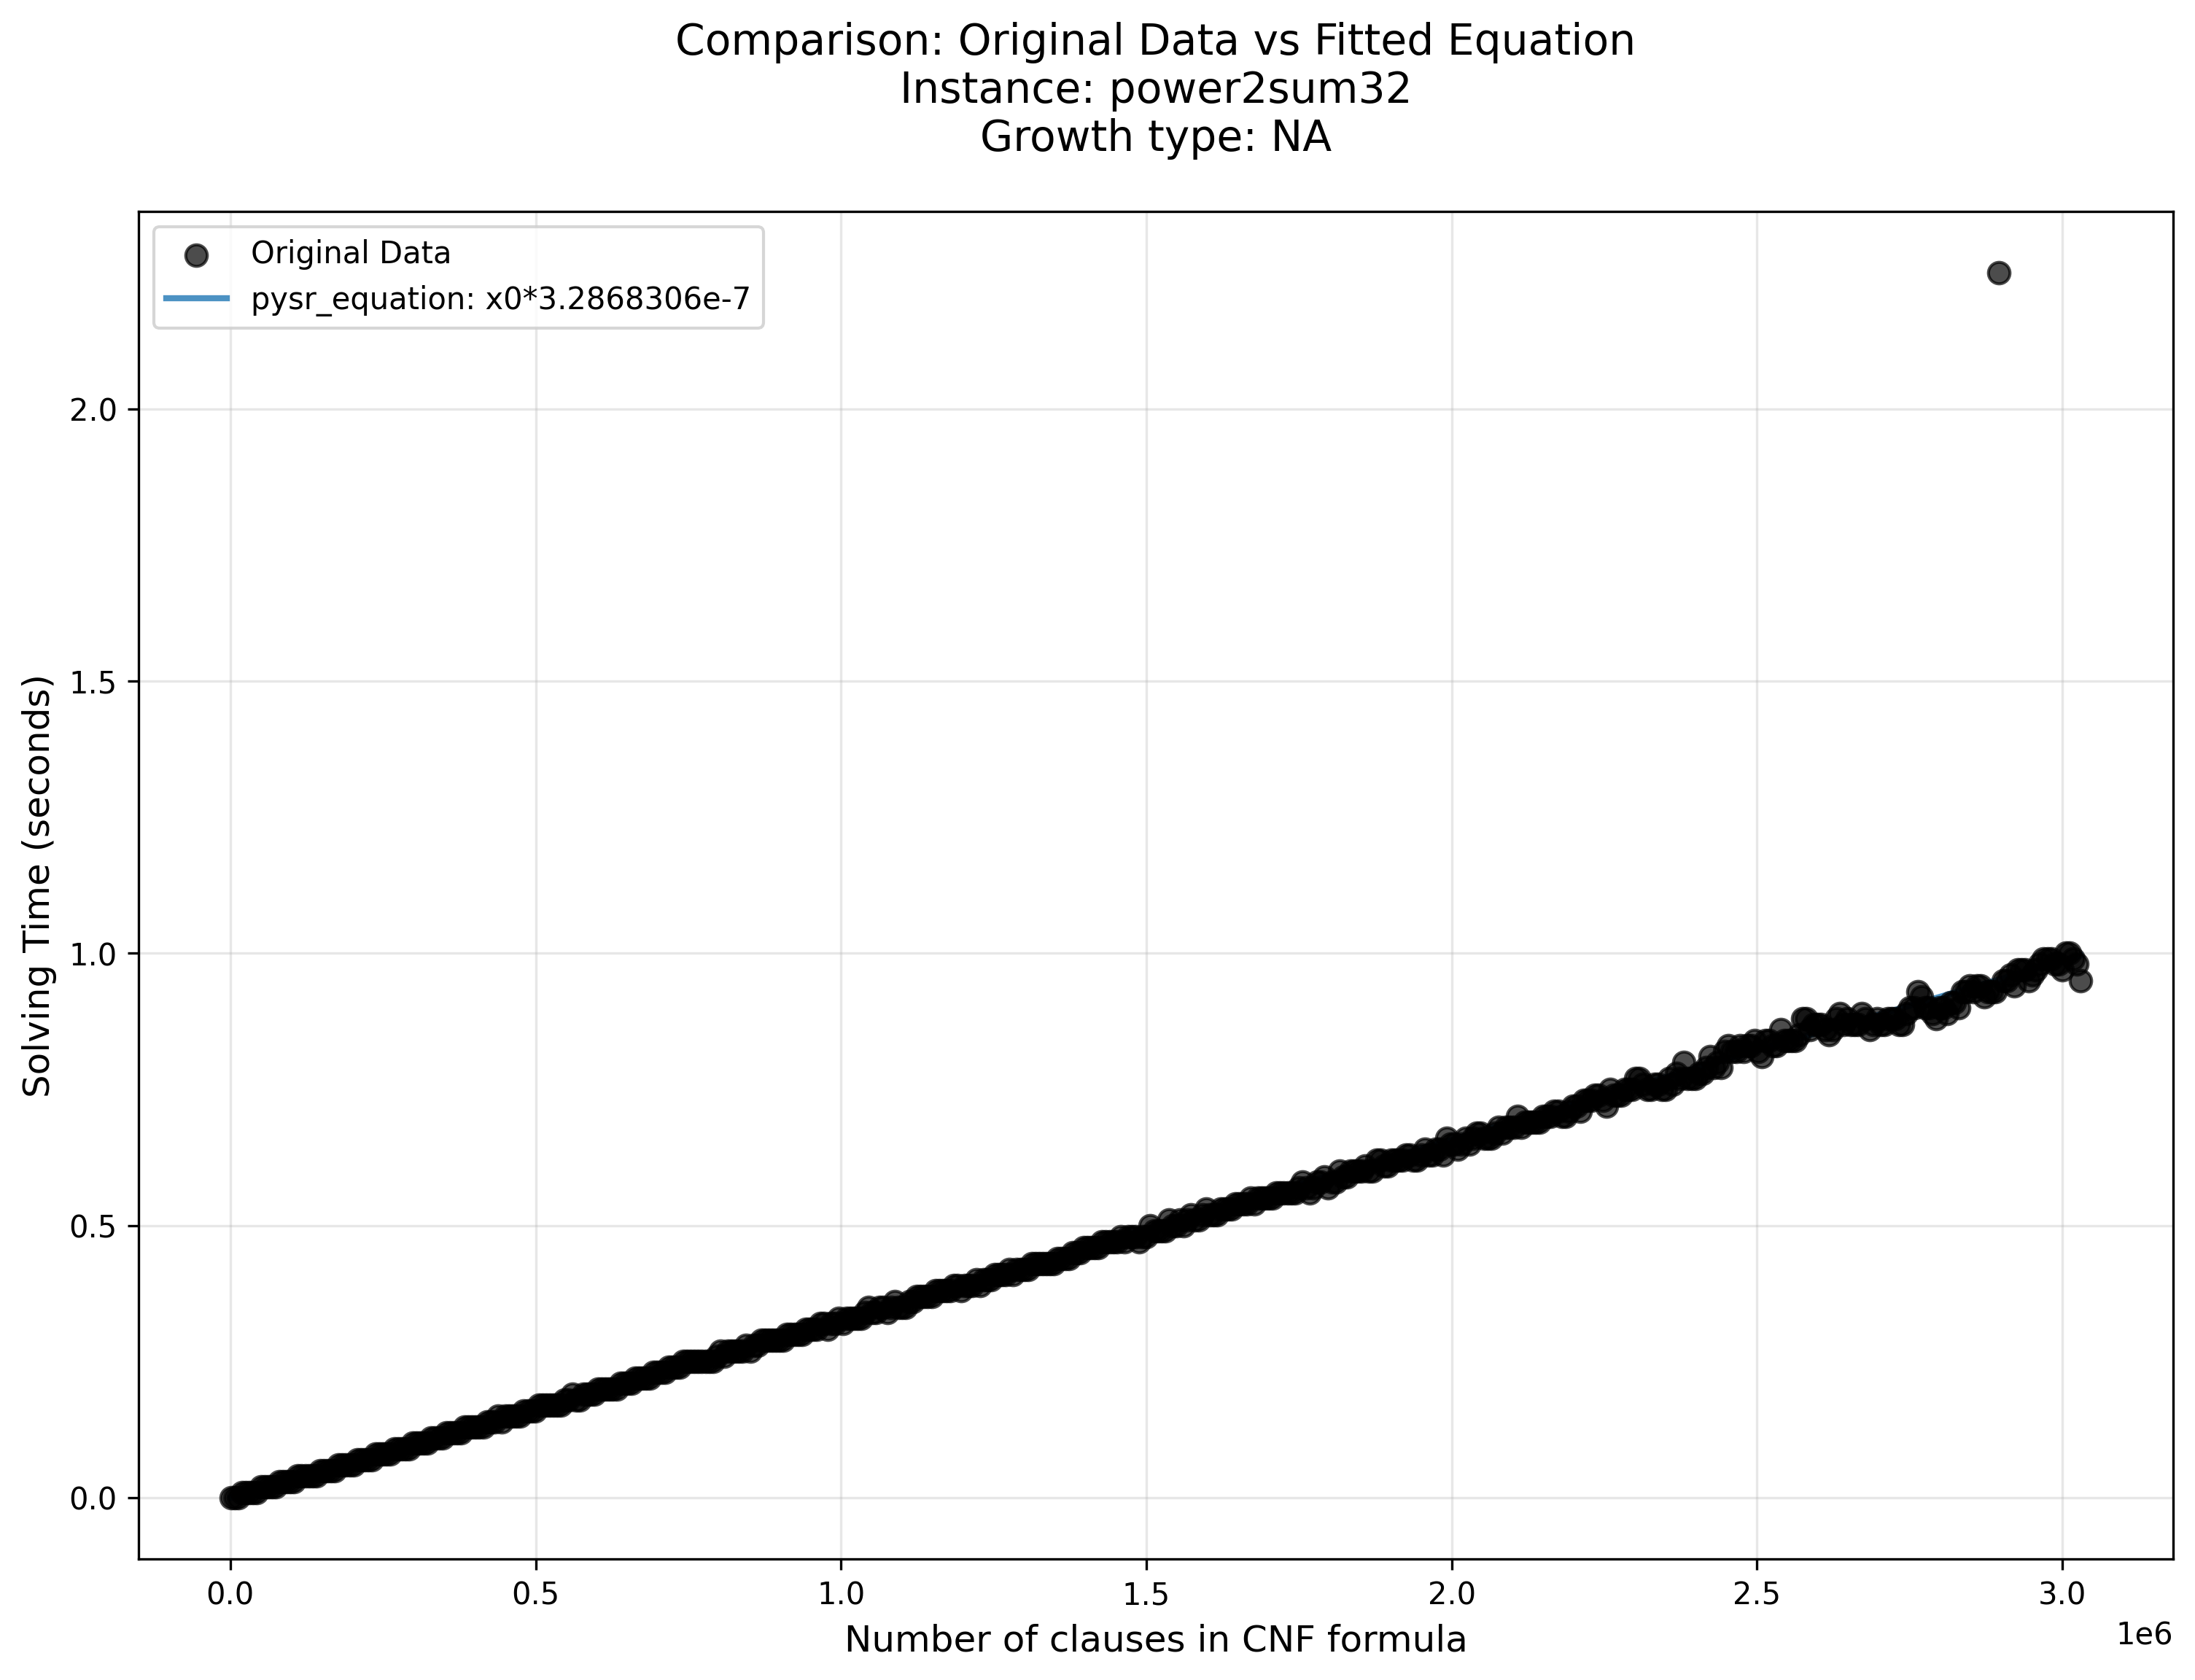 Comparison: Original Data vs Fitted Equation
Instance: power2sum32
Growth type: NA
Original Data
pysr_equation: x0*3.2868306e-7
2.0
1.5
1.0
0.5
0.0
Solving Time (seconds)
0.0 0.5 1.0 1.5 2.0 2.5 3.0
1e6
Number of clauses in CNF formula